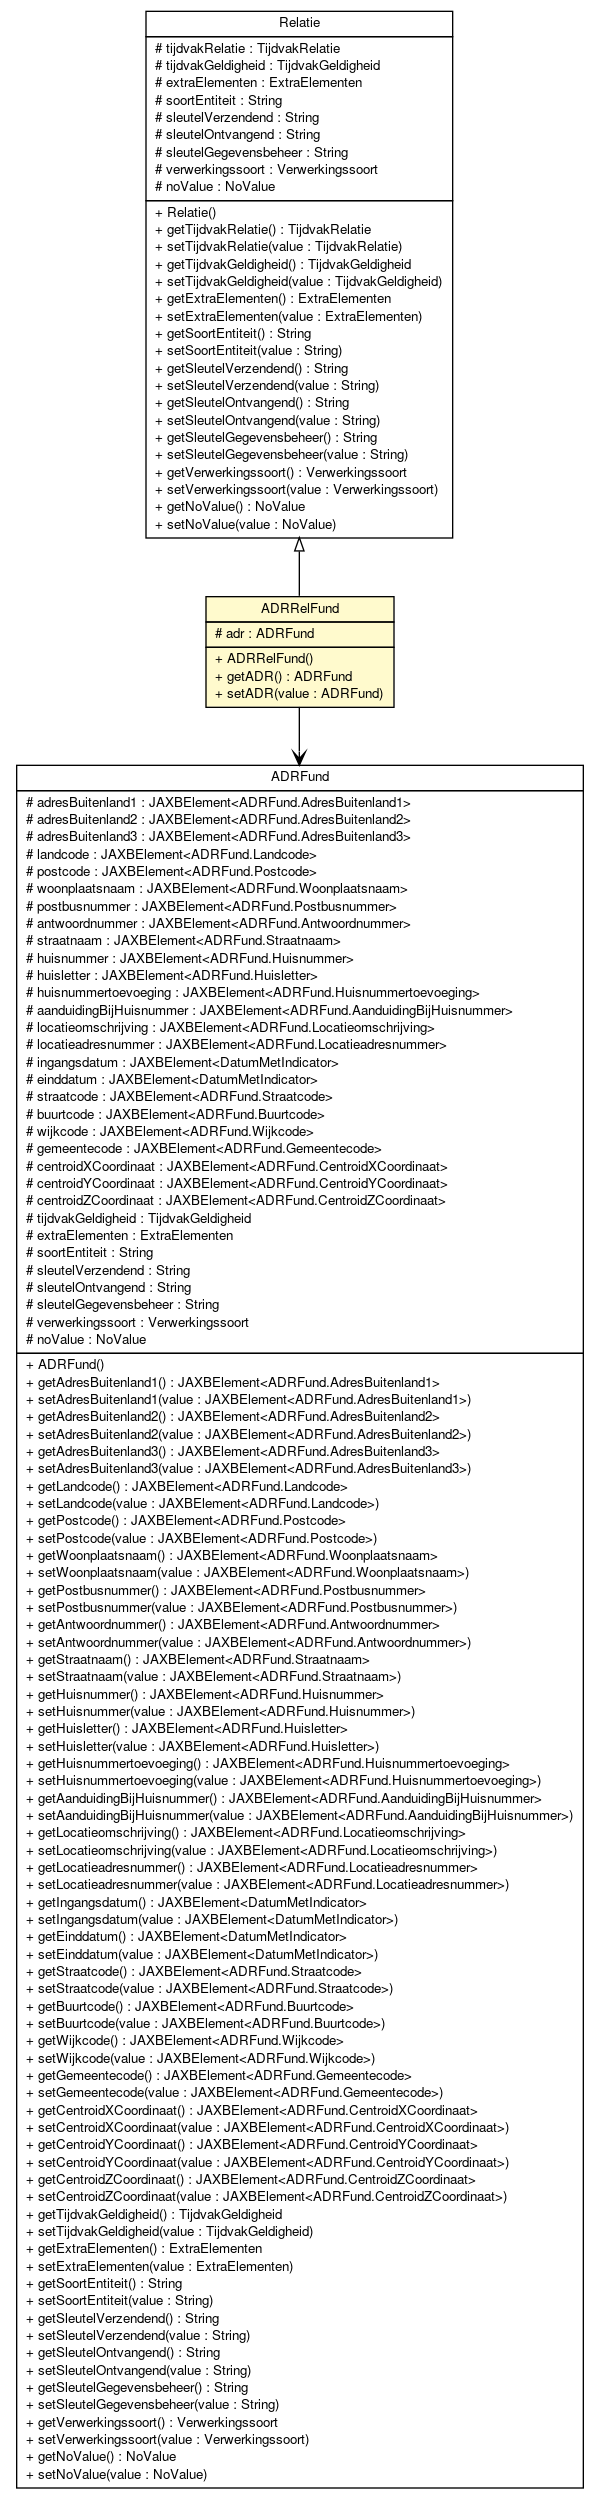 Relatie
# tijdvakRelatie : TijdvakRelatie
# tijdvakGeldigheid : TijdvakGeldigheid
# extraElementen : ExtraElementen
# soortEntiteit : String
# sleutelVerzendend : String
# sleutelOntvangend : String
# sleutelGegevensbeheer : String
# verwerkingssoort : Verwerkingssoort
# noValue : NoValue
+ Relatie()
+ getTijdvakRelatie() : TijdvakRelatie
+ setTijdvakRelatie(value : TijdvakRelatie)
+ getTijdvakGeldigheid() : TijdvakGeldigheid
+ setTijdvakGeldigheid(value : TijdvakGeldigheid)
+ getExtraElementen() : ExtraElementen
+ setExtraElementen(value : ExtraElementen)
+ getSoortEntiteit() : String
+ setSoortEntiteit(value : String)
+ getSleutelVerzendend() : String
+ setSleutelVerzendend(value : String)
+ getSleutelOntvangend() : String
+ setSleutelOntvangend(value : String)
+ getSleutelGegevensbeheer() : String
+ setSleutelGegevensbeheer(value : String)
+ getVerwerkingssoort() : Verwerkingssoort
+ setVerwerkingssoort(value : Verwerkingssoort)
+ getNoValue() : NoValue
+ setNoValue(value : NoValue)
ADRRelFund
# adr : ADRFund
+ ADRRelFund()
+ getADR() : ADRFund
+ setADR(value : ADRFund)
ADRFund
# adresBuitenland1 : JAXBElement<ADRFund.AdresBuitenland1>
# adresBuitenland2 : JAXBElement<ADRFund.AdresBuitenland2>
# adresBuitenland3 : JAXBElement<ADRFund.AdresBuitenland3>
# landcode : JAXBElement<ADRFund.Landcode>
# postcode : JAXBElement<ADRFund.Postcode>
# woonplaatsnaam : JAXBElement<ADRFund.Woonplaatsnaam>
# postbusnummer : JAXBElement<ADRFund.Postbusnummer>
# antwoordnummer : JAXBElement<ADRFund.Antwoordnummer>
# straatnaam : JAXBElement<ADRFund.Straatnaam>
# huisnummer : JAXBElement<ADRFund.Huisnummer>
# huisletter : JAXBElement<ADRFund.Huisletter>
# huisnummertoevoeging : JAXBElement<ADRFund.Huisnummertoevoeging>
# aanduidingBijHuisnummer : JAXBElement<ADRFund.AanduidingBijHuisnummer>
# locatieomschrijving : JAXBElement<ADRFund.Locatieomschrijving>
# locatieadresnummer : JAXBElement<ADRFund.Locatieadresnummer>
# ingangsdatum : JAXBElement<DatumMetIndicator>
# einddatum : JAXBElement<DatumMetIndicator>
# straatcode : JAXBElement<ADRFund.Straatcode>
# buurtcode : JAXBElement<ADRFund.Buurtcode>
# wijkcode : JAXBElement<ADRFund.Wijkcode>
# gemeentecode : JAXBElement<ADRFund.Gemeentecode>
# centroidXCoordinaat : JAXBElement<ADRFund.CentroidXCoordinaat>
# centroidYCoordinaat : JAXBElement<ADRFund.CentroidYCoordinaat>
# centroidZCoordinaat : JAXBElement<ADRFund.CentroidZCoordinaat>
# tijdvakGeldigheid : TijdvakGeldigheid
# extraElementen : ExtraElementen
# soortEntiteit : String
# sleutelVerzendend : String
# sleutelOntvangend : String
# sleutelGegevensbeheer : String
# verwerkingssoort : Verwerkingssoort
# noValue : NoValue
+ ADRFund()
+ getAdresBuitenland1() : JAXBElement<ADRFund.AdresBuitenland1>
+ setAdresBuitenland1(value : JAXBElement<ADRFund.AdresBuitenland1>)
+ getAdresBuitenland2() : JAXBElement<ADRFund.AdresBuitenland2>
+ setAdresBuitenland2(value : JAXBElement<ADRFund.AdresBuitenland2>)
+ getAdresBuitenland3() : JAXBElement<ADRFund.AdresBuitenland3>
+ setAdresBuitenland3(value : JAXBElement<ADRFund.AdresBuitenland3>)
+ getLandcode() : JAXBElement<ADRFund.Landcode>
+ setLandcode(value : JAXBElement<ADRFund.Landcode>)
+ getPostcode() : JAXBElement<ADRFund.Postcode>
+ setPostcode(value : JAXBElement<ADRFund.Postcode>)
+ getWoonplaatsnaam() : JAXBElement<ADRFund.Woonplaatsnaam>
+ setWoonplaatsnaam(value : JAXBElement<ADRFund.Woonplaatsnaam>)
+ getPostbusnummer() : JAXBElement<ADRFund.Postbusnummer>
+ setPostbusnummer(value : JAXBElement<ADRFund.Postbusnummer>)
+ getAntwoordnummer() : JAXBElement<ADRFund.Antwoordnummer>
+ setAntwoordnummer(value : JAXBElement<ADRFund.Antwoordnummer>)
+ getStraatnaam() : JAXBElement<ADRFund.Straatnaam>
+ setStraatnaam(value : JAXBElement<ADRFund.Straatnaam>)
+ getHuisnummer() : JAXBElement<ADRFund.Huisnummer>
+ setHuisnummer(value : JAXBElement<ADRFund.Huisnummer>)
+ getHuisletter() : JAXBElement<ADRFund.Huisletter>
+ setHuisletter(value : JAXBElement<ADRFund.Huisletter>)
+ getHuisnummertoevoeging() : JAXBElement<ADRFund.Huisnummertoevoeging>
+ setHuisnummertoevoeging(value : JAXBElement<ADRFund.Huisnummertoevoeging>)
+ getAanduidingBijHuisnummer() : JAXBElement<ADRFund.AanduidingBijHuisnummer>
+ setAanduidingBijHuisnummer(value : JAXBElement<ADRFund.AanduidingBijHuisnummer>)
+ getLocatieomschrijving() : JAXBElement<ADRFund.Locatieomschrijving>
+ setLocatieomschrijving(value : JAXBElement<ADRFund.Locatieomschrijving>)
+ getLocatieadresnummer() : JAXBElement<ADRFund.Locatieadresnummer>
+ setLocatieadresnummer(value : JAXBElement<ADRFund.Locatieadresnummer>)
+ getIngangsdatum() : JAXBElement<DatumMetIndicator>
+ setIngangsdatum(value : JAXBElement<DatumMetIndicator>)
+ getEinddatum() : JAXBElement<DatumMetIndicator>
+ setEinddatum(value : JAXBElement<DatumMetIndicator>)
+ getStraatcode() : JAXBElement<ADRFund.Straatcode>
+ setStraatcode(value : JAXBElement<ADRFund.Straatcode>)
+ getBuurtcode() : JAXBElement<ADRFund.Buurtcode>
+ setBuurtcode(value : JAXBElement<ADRFund.Buurtcode>)
+ getWijkcode() : JAXBElement<ADRFund.Wijkcode>
+ setWijkcode(value : JAXBElement<ADRFund.Wijkcode>)
+ getGemeentecode() : JAXBElement<ADRFund.Gemeentecode>
+ setGemeentecode(value : JAXBElement<ADRFund.Gemeentecode>)
+ getCentroidXCoordinaat() : JAXBElement<ADRFund.CentroidXCoordinaat>
+ setCentroidXCoordinaat(value : JAXBElement<ADRFund.CentroidXCoordinaat>)
+ getCentroidYCoordinaat() : JAXBElement<ADRFund.CentroidYCoordinaat>
+ setCentroidYCoordinaat(value : JAXBElement<ADRFund.CentroidYCoordinaat>)
+ getCentroidZCoordinaat() : JAXBElement<ADRFund.CentroidZCoordinaat>
+ setCentroidZCoordinaat(value : JAXBElement<ADRFund.CentroidZCoordinaat>)
+ getTijdvakGeldigheid() : TijdvakGeldigheid
+ setTijdvakGeldigheid(value : TijdvakGeldigheid)
+ getExtraElementen() : ExtraElementen
+ setExtraElementen(value : ExtraElementen)
+ getSoortEntiteit() : String
+ setSoortEntiteit(value : String)
+ getSleutelVerzendend() : String
+ setSleutelVerzendend(value : String)
+ getSleutelOntvangend() : String
+ setSleutelOntvangend(value : String)
+ getSleutelGegevensbeheer() : String
+ setSleutelGegevensbeheer(value : String)
+ getVerwerkingssoort() : Verwerkingssoort
+ setVerwerkingssoort(value : Verwerkingssoort)
+ getNoValue() : NoValue
+ setNoValue(value : NoValue)